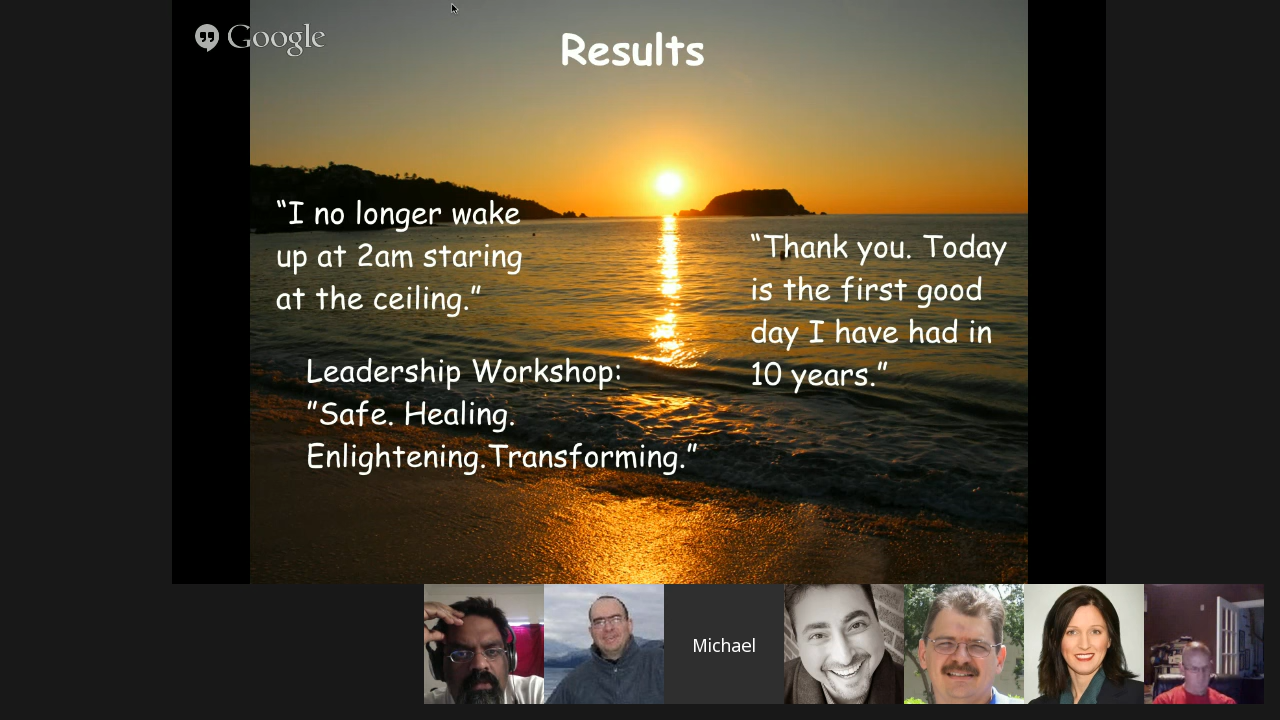 Google
Results
“I no longer wake
up at 2am staring
at the ceiling.”
“Thank you. Today
is the first good
day I have had in
10 years.”
Leadership Workshop:
”Safe. Healing.
Enlightening.Transforming.”
Michael